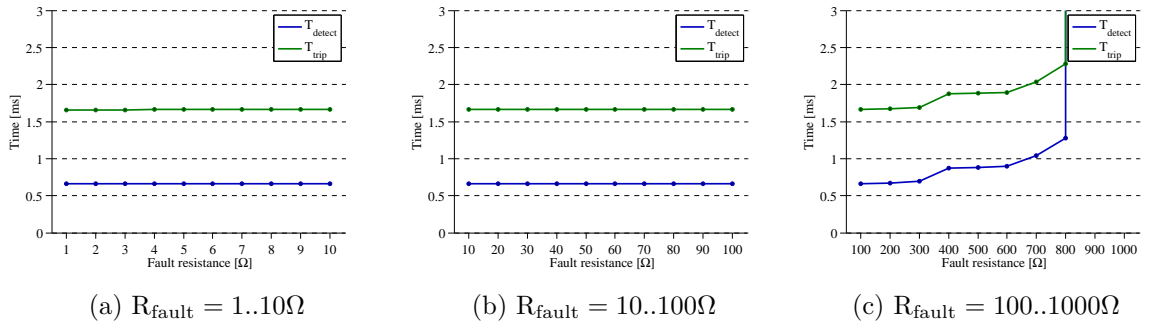 3
2.5
2
1.5
1
0.5
0
Time [ms]
T_detect
T_trip
1 2 3 4 5 6 7 8 9 10
Fault resistance [Ω]
(a) R_fault = 1..10Ω
3
2.5
2
1.5
1
0.5
0
Time [ms]
T_detect
T_trip
10 20 30 40 50 60 70 80 90 100
Fault resistance [Ω]
(b) R_fault = 10..100Ω
3
2.5
2
1.5
1
0.5
0
Time [ms]
T_detect
T_trip
100 200 300 400 500 600 700 800 900 1000
Fault resistance [Ω]
(c) R_fault = 100..1000Ω